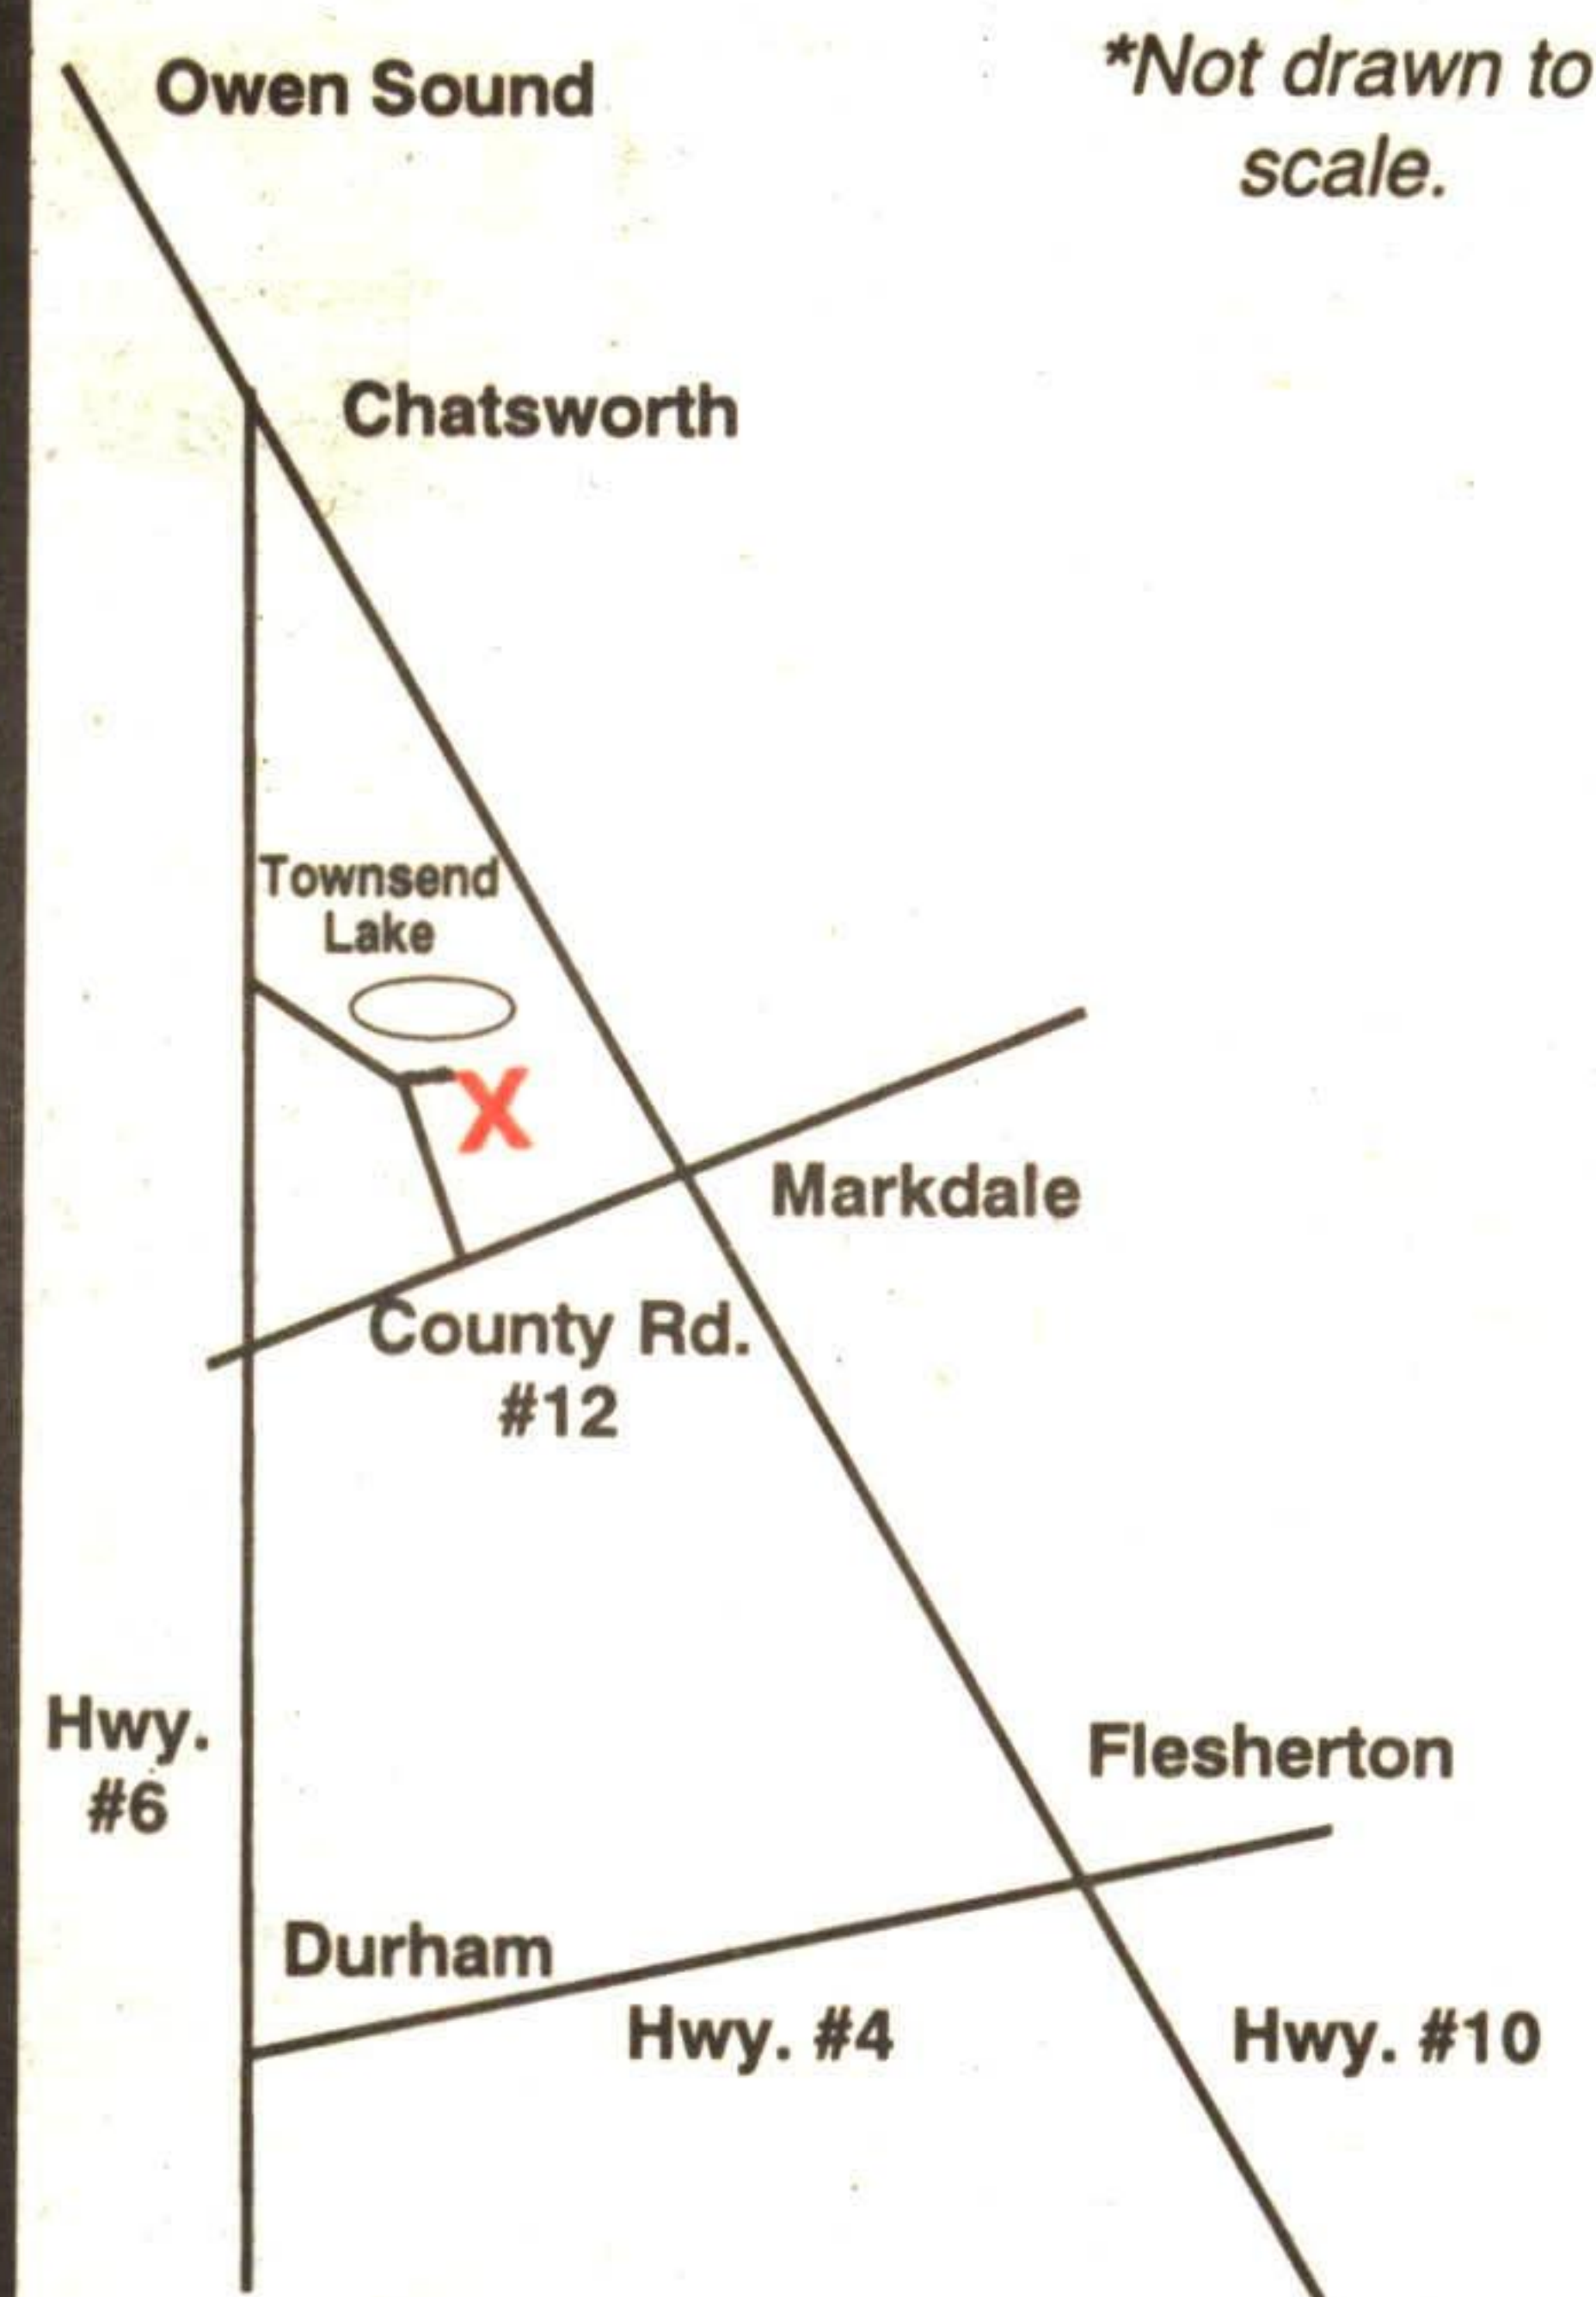 Owen Sound
*Not drawn to
scale.
Chatsworth
Townsend
Lake
X
Markdale
County Rd.
#12
Hwy.
#6
Flesherton
Durham
Hwy. #4
Hwy. #10